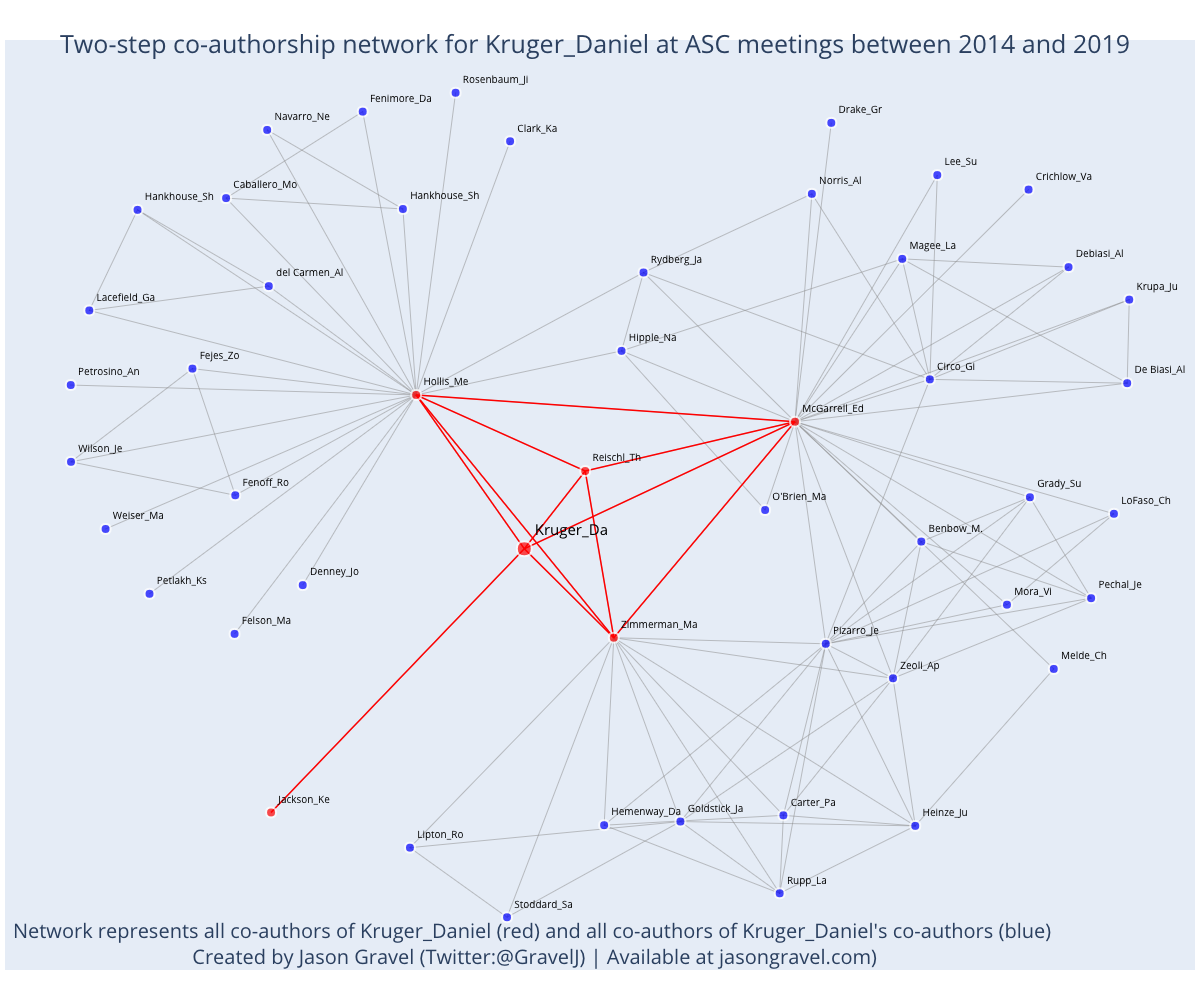 Two-step co-authorship network for Kruger_Daniel at ASC meetings between 2014 and 2019
Rosenbaum_Ji
Fenimore_Da
Drake_Gr
Navarro_Ne
Clark_Ka
Lee_Su
Crichlow_Va
Norris_Al
Caballero_Mo
Hankhouse_Sh
Hankhouse_Sh
Magee_La
Debiasi_Al
Rydberg_Ja
del Carmen_Al
Krupa_Ju
Lacefield_Ga
Hipple_Na
Fejes_Zo
Circo_Gi
De Biasi_Al
Petrosino_An
Hollis_Me
McGarrell_Ed
Wilson_Je
Reischl_Th
Fenoff_Ro
Grady_Su
O'Brien_Ma
LoFaso_Ch
Weiser_Ma
Kruger_Da
Benbow_M.
Petlakh_Ks
Denney_Jo
Mora_Vi
Pechal_Je
Felson_Ma
Zimmerman_Ma
Pizarro_Je
Zeoli_Ap
Melde_Ch
Jackson_Ke
Hemenway_Da
Goldstick_Ja
Carter_Pa
Heinze_Ju
Lipton_Ro
Rupp_La
Stoddard_Sa
Network represents all co-authors of Kruger_Daniel (red) and all co-authors of Kruger_Daniel's co-authors (blue)
Created by Jason Gravel (Twitter:@GravelJ) | Available at jasongravel.com)